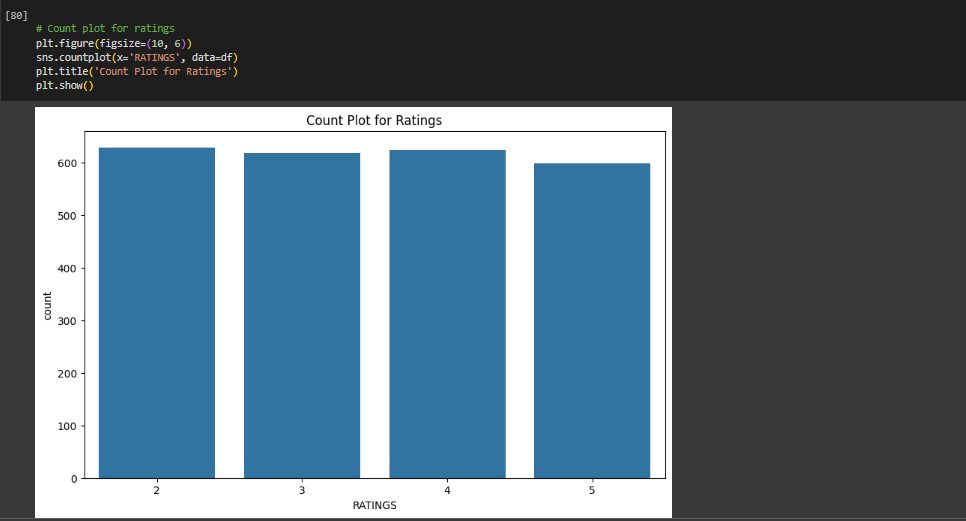 [80]
# Count plot for ratings
plt.figure(figsize=(10, 6))
sns.countplot(x='RATINGS', data=df)
plt.title('Count Plot for Ratings')
plt.show()
Count Plot for Ratings
600
500
400
300
200
100
0
count
2 3 4 5
RATINGS